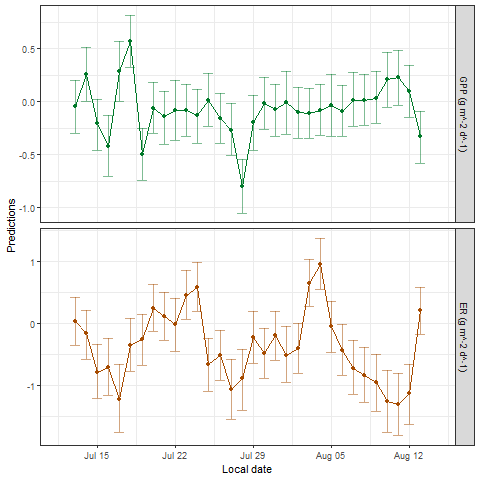 0.5
0.0
-0.5
-1.0
GPP (g m^-2 d^-1)
Predictions
1
0
-1
ER (g m^-2 d^-1)
Jul 15
Jul 22
Jul 29
Aug 05
Aug 12
Local date